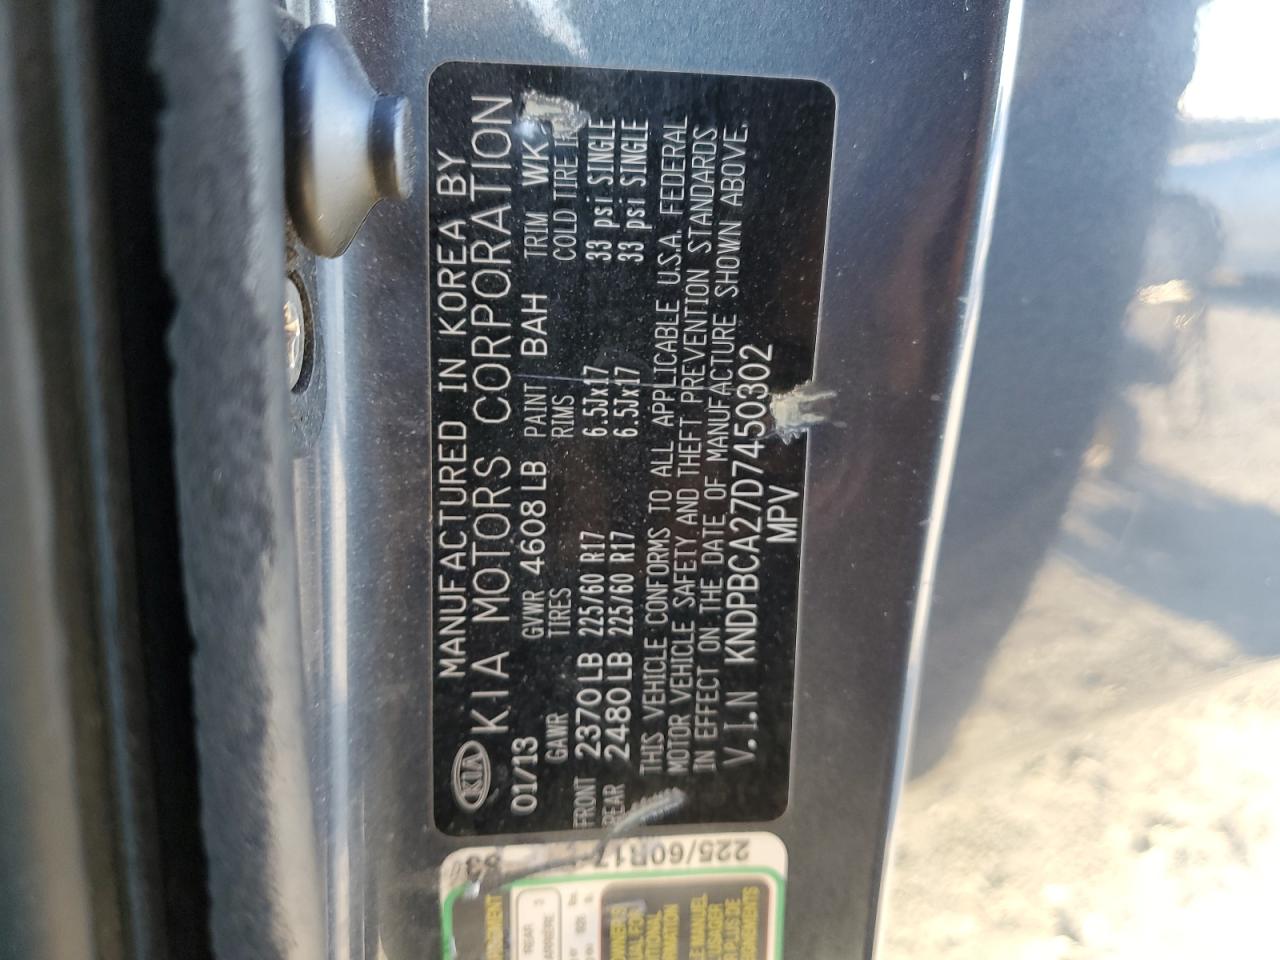 MANUFACTURED IN KOREA BY
KIA KIA MOTORS CORPORATION
01/13 GVWR 4608 LB PAINT BAH TRIM WK
GAWR TIRES RIMS COLD TIRE
FRONT 2370 LB 225/60 R17 6.5Jx17 33 psi SINGLE
REAR 2480 LB 225/60 R17 6.5Jx17 33 psi SINGLE
THIS VEHICLE CONFORMS TO ALL APPLICABLE U.S.A. FEDERAL
MOTOR VEHICLE SAFETY AND THEFT PREVENTION STANDARDS
IN EFFECT ON THE DATE OF MANUFACTURE SHOWN ABOVE.
V.I.N KNDPBCA27D7450302
MPV
225/60R17
REAR